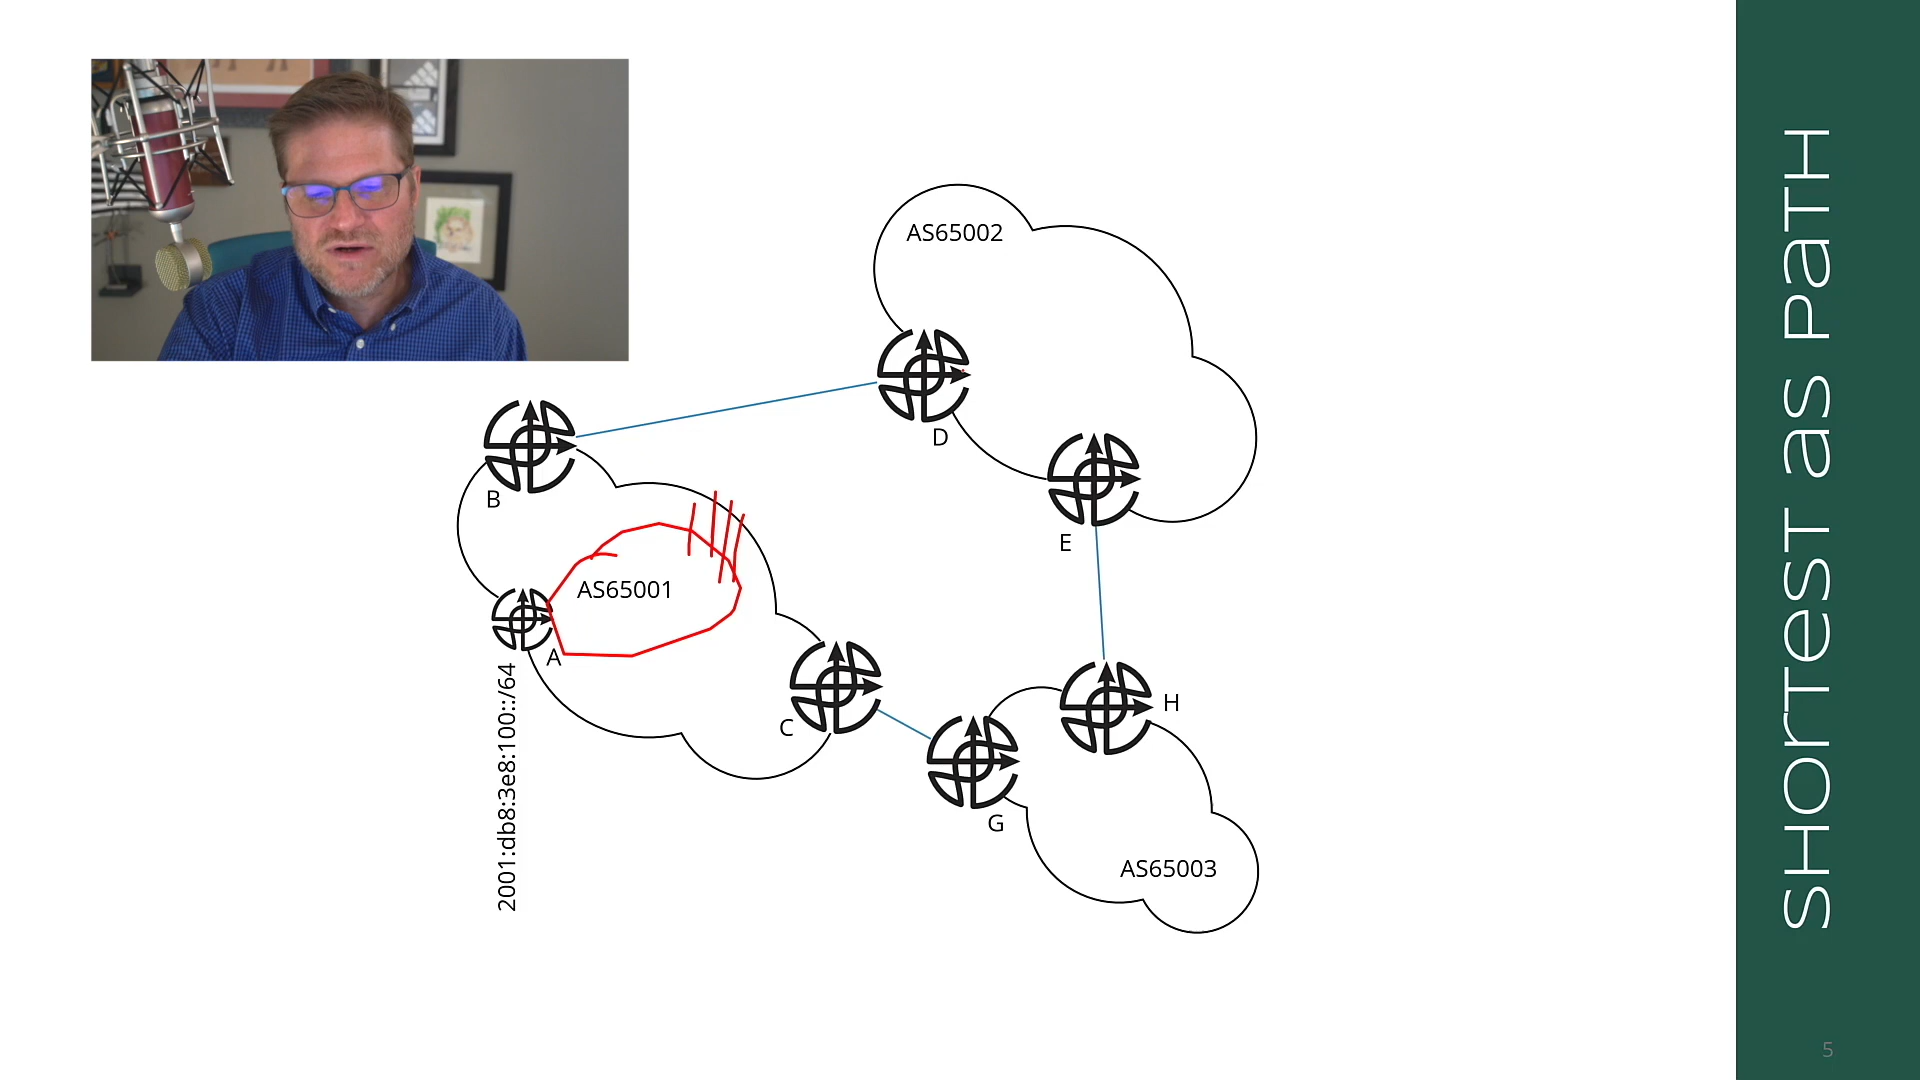 AS65002
D
B
E
AS65001
A
2001:db8:3e8:100::/64
C
H
G
AS65003
SHORTEST AS PATH
5